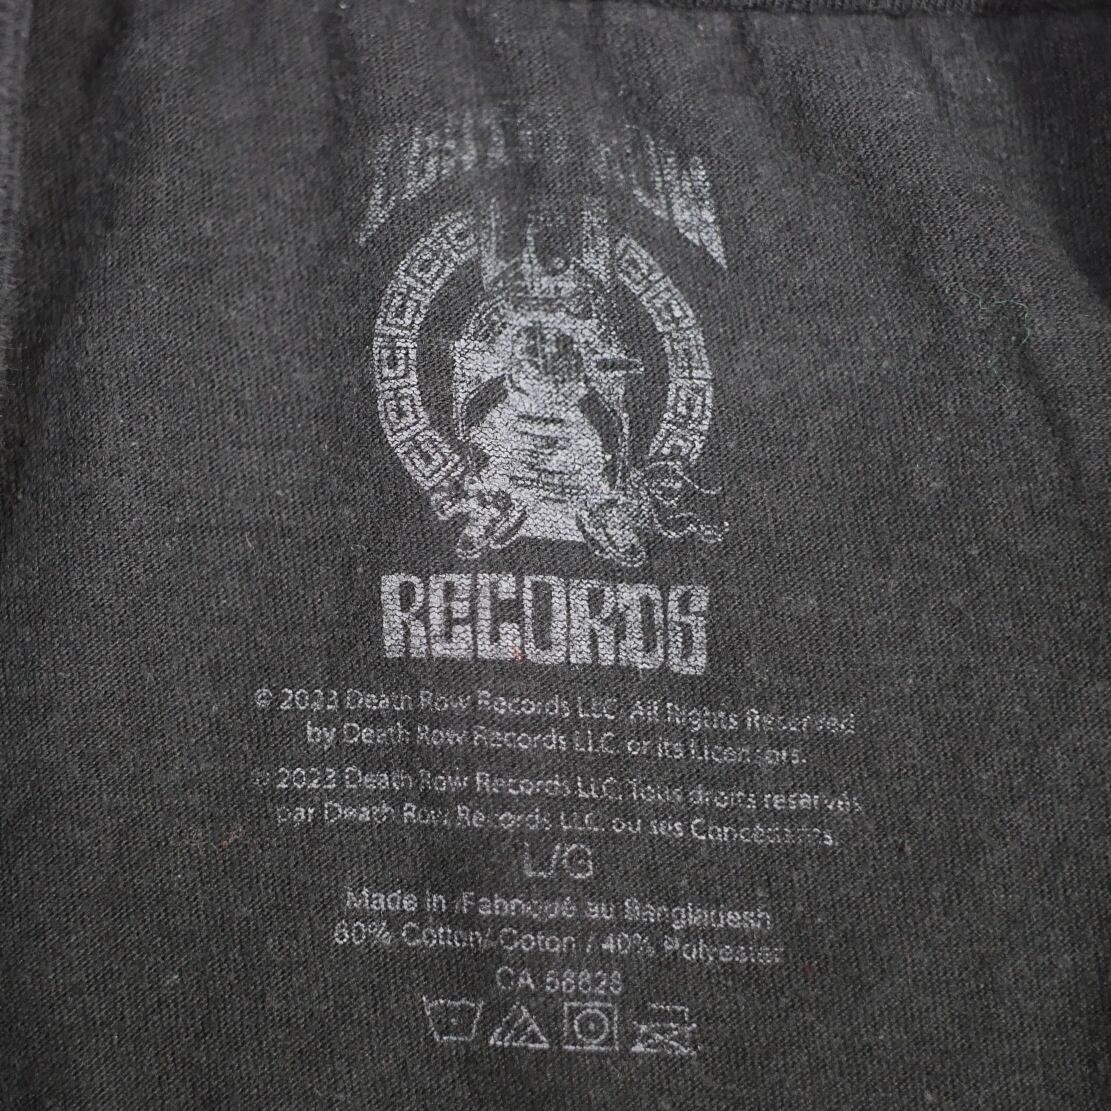 DEATH ROW
RECORDS
© 2023 Death Row Records LLC. All Rights Reserved
by Death Row Records LLC. or its Licensors.
© 2023 Death Row Records LLC. Tous droits reservés
par Death Row Records LLC. ou ses Concédants.
L/G
Made in /Fabriqué au Bangladesh
60% Cotton/ Coton / 40% Polyester
CA 58828